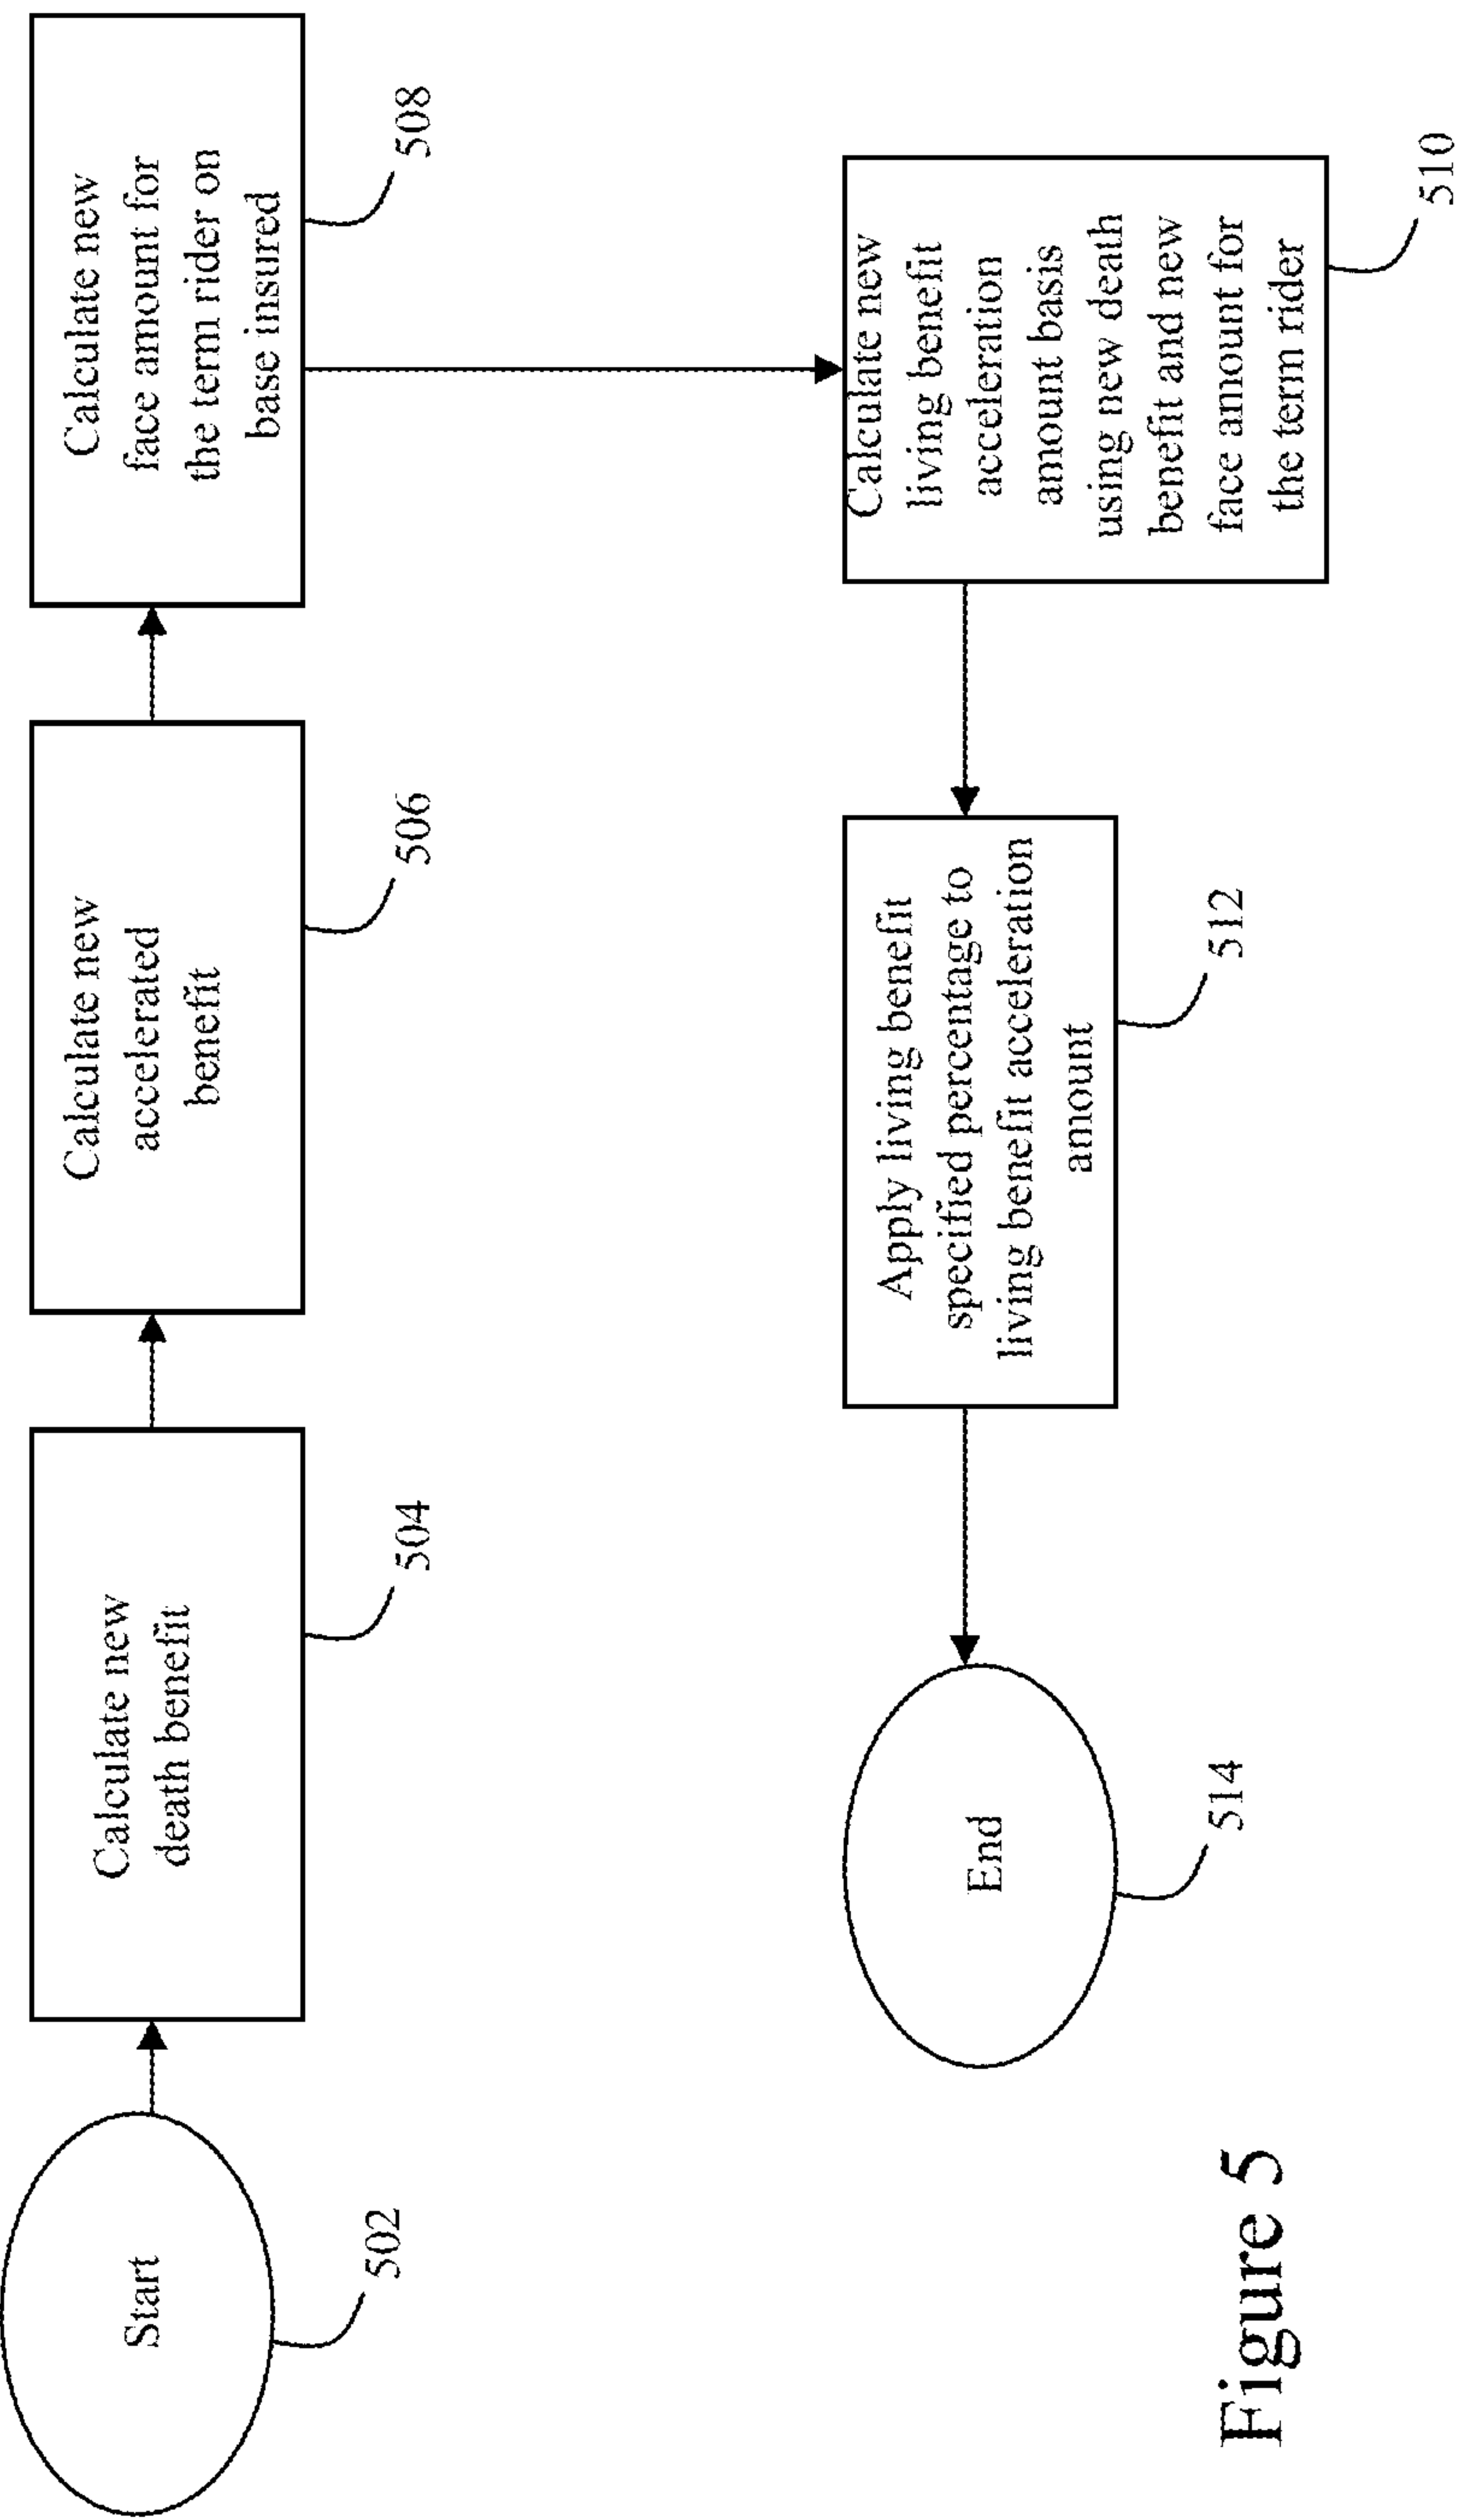 Start
502
Calculate new
death benefit
504
Calculate new
accelerated
benefit
506
Calculate new
face amount for
the term rider on
base insured
508
Calculate new
living benefit
acceleration
amount basis
using new death
benefit and new
face amount for
the term rider
510
Apply living benefit
specified percentage to
living benefit acceleration
amount
512
End
514
Figure 5